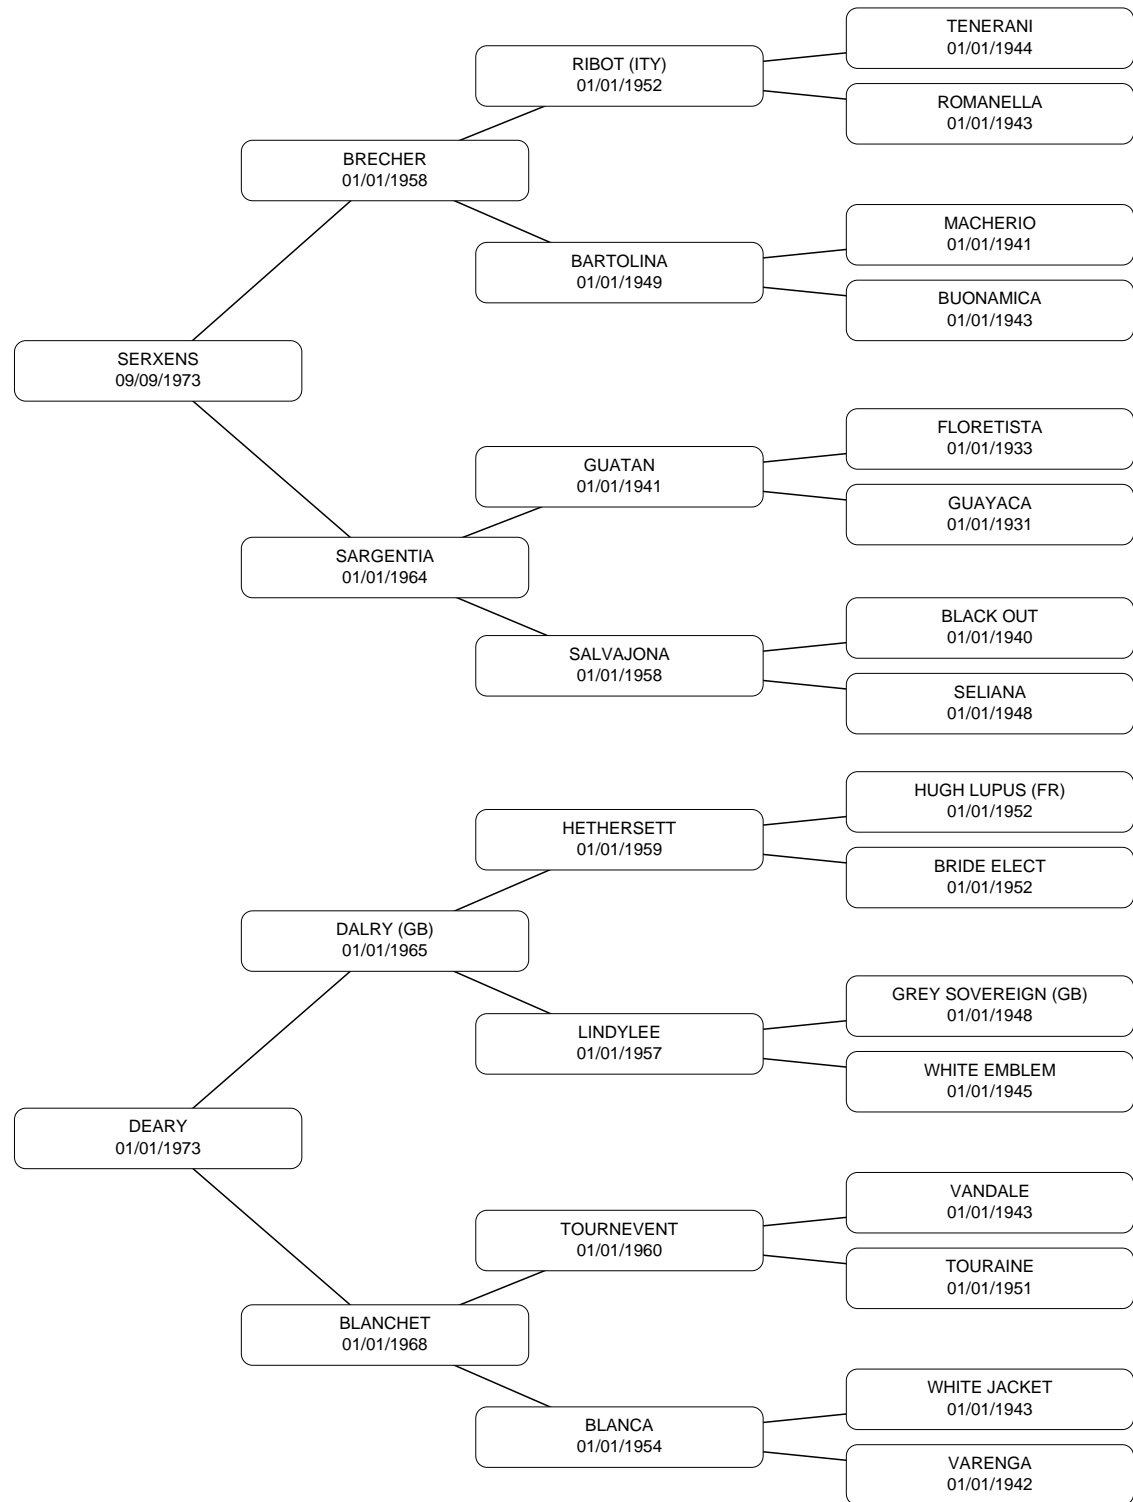 TENERANI
01/01/1944
RIBOT (ITY)
01/01/1952
ROMANELLA
01/01/1943
BRECHER
01/01/1958
MACHERIO
01/01/1941
BARTOLINA
01/01/1949
BUONAMICA
01/01/1943
SERXENS
09/09/1973
FLORETISTA
01/01/1933
GUATAN
01/01/1941
GUAYACA
01/01/1931
SARGENTIA
01/01/1964
BLACK OUT
01/01/1940
SALVAJONA
01/01/1958
SELIANA
01/01/1948
HUGH LUPUS (FR)
01/01/1952
HETHERSETT
01/01/1959
BRIDE ELECT
01/01/1952
DALRY (GB)
01/01/1965
GREY SOVEREIGN (GB)
01/01/1948
LINDYLEE
01/01/1957
WHITE EMBLEM
01/01/1945
DEARY
01/01/1973
VANDALE
01/01/1943
TOURNEVENT
01/01/1960
TOURAINE
01/01/1951
BLANCHET
01/01/1968
WHITE JACKET
01/01/1943
BLANCA
01/01/1954
VARENGA
01/01/1942